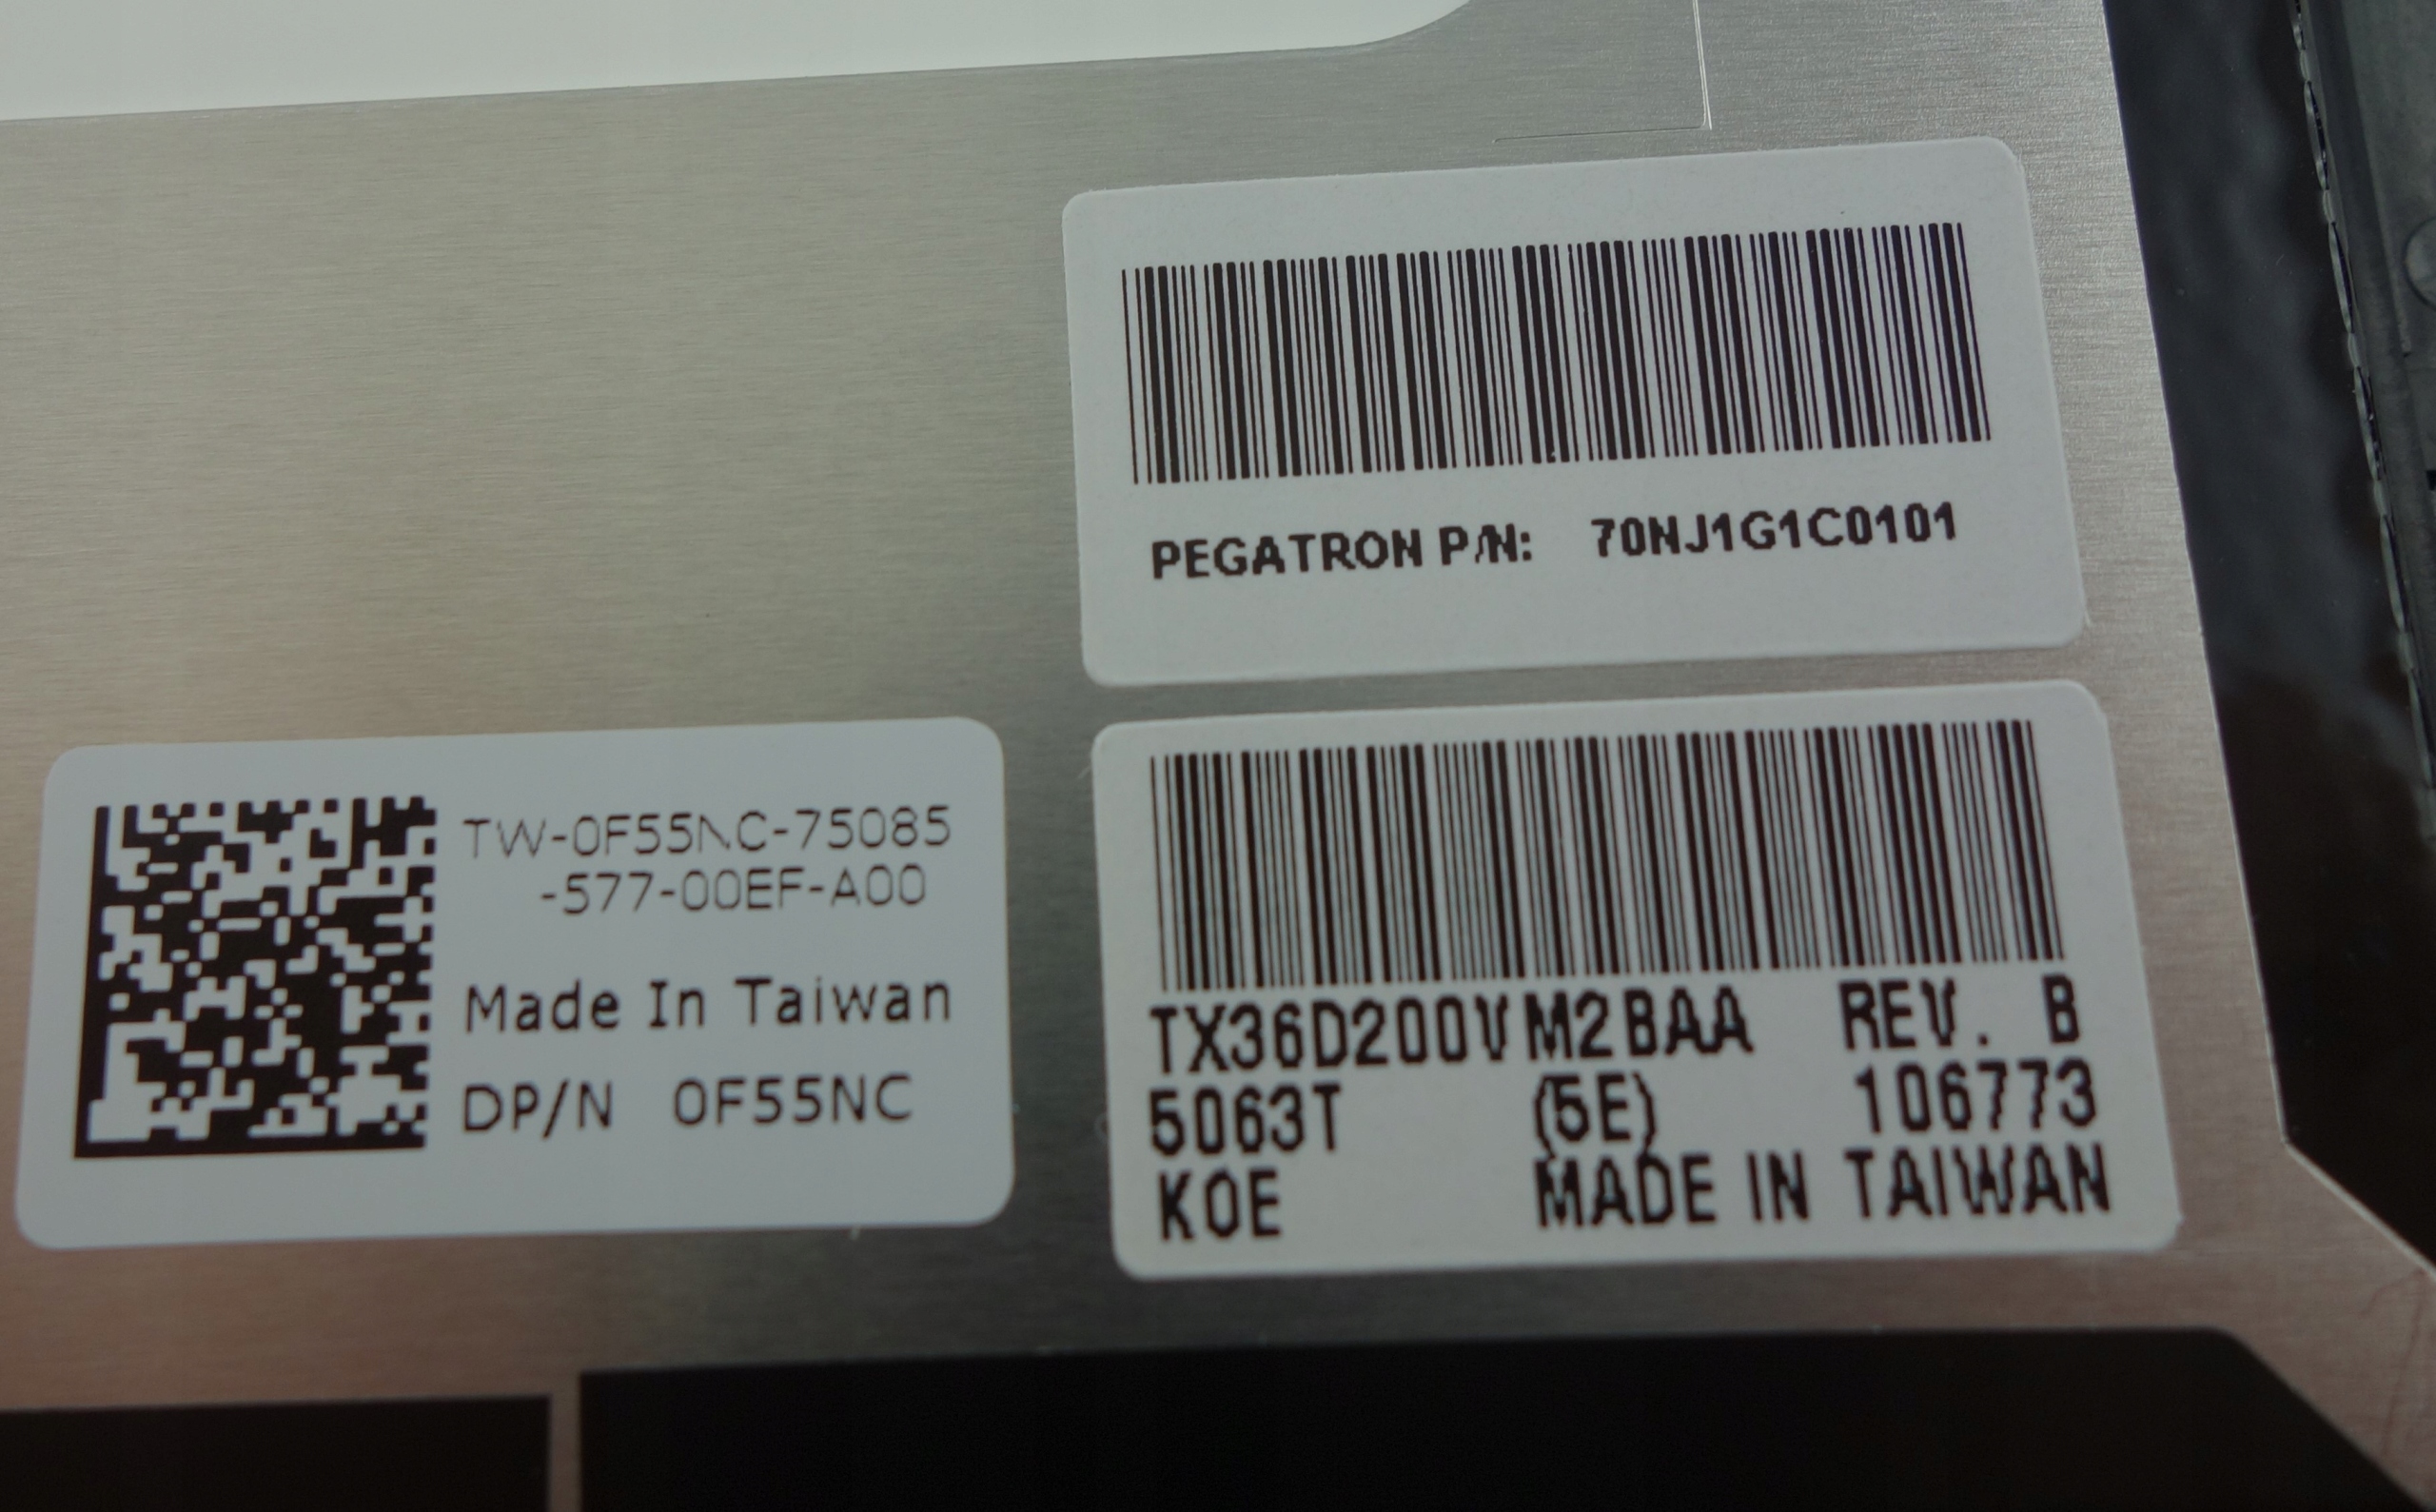 PEGATRON P/N: 70NJ1G1C0101
TW-0F55NC-75085
-577-00EF-A00
Made In Taiwan
DP/N 0F55NC
TX36D200VM2BAA REV. B
5063T (5E) 106773
KOE MADE IN TAIWAN